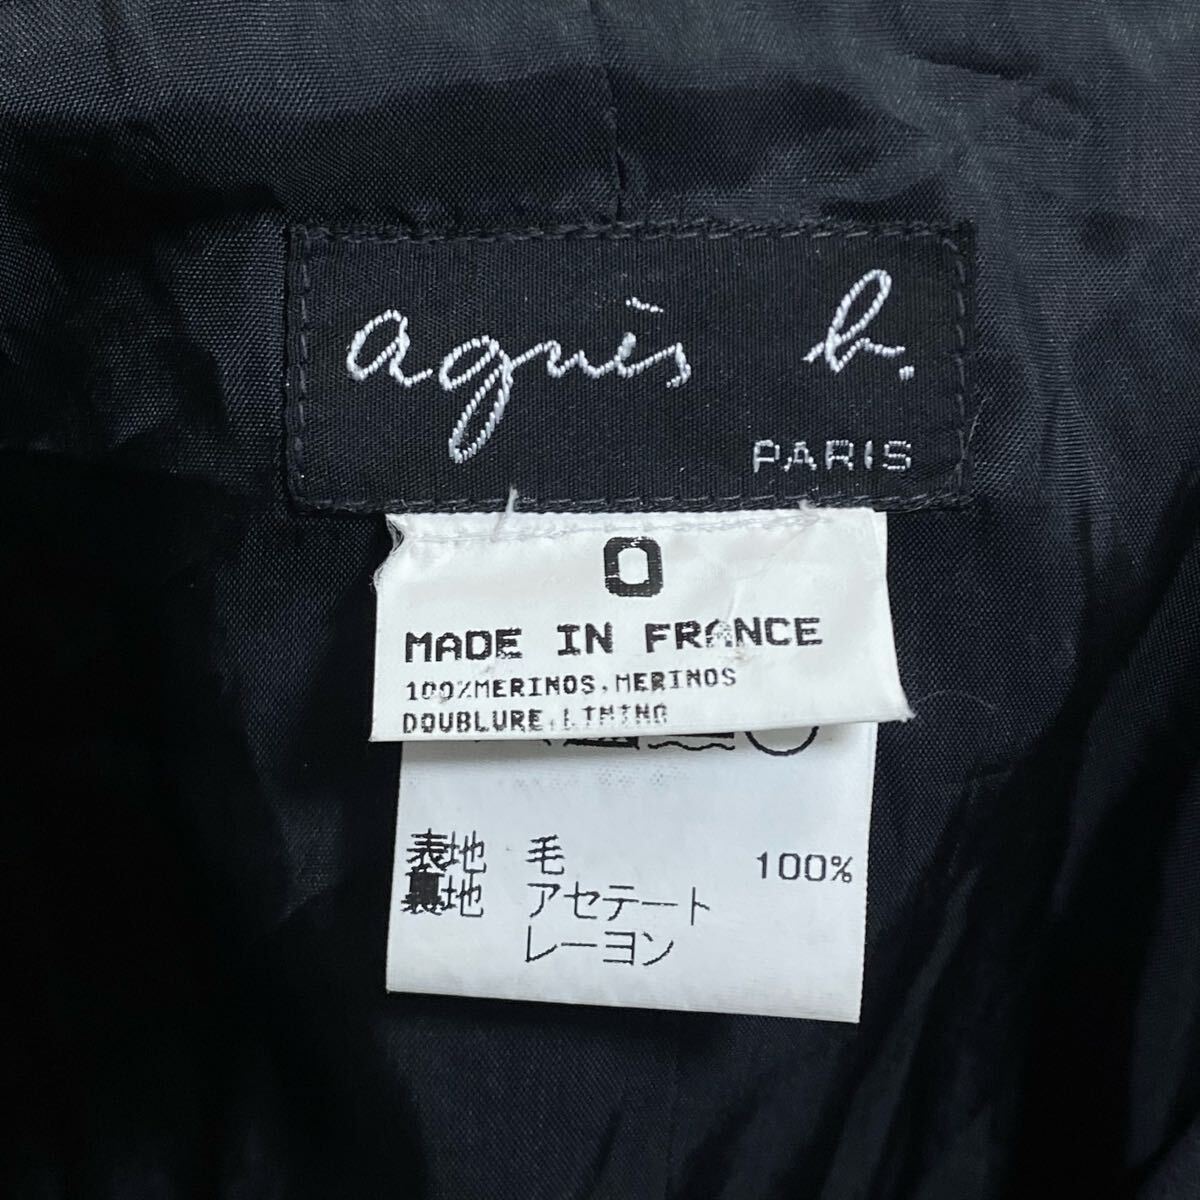 agnès b.
PARIS
0
MADE IN FRANCE
100%MERINOS,MERINOS
DOUBLURE,LINING
表地 毛 100%
裏地 アセテート
レーヨン